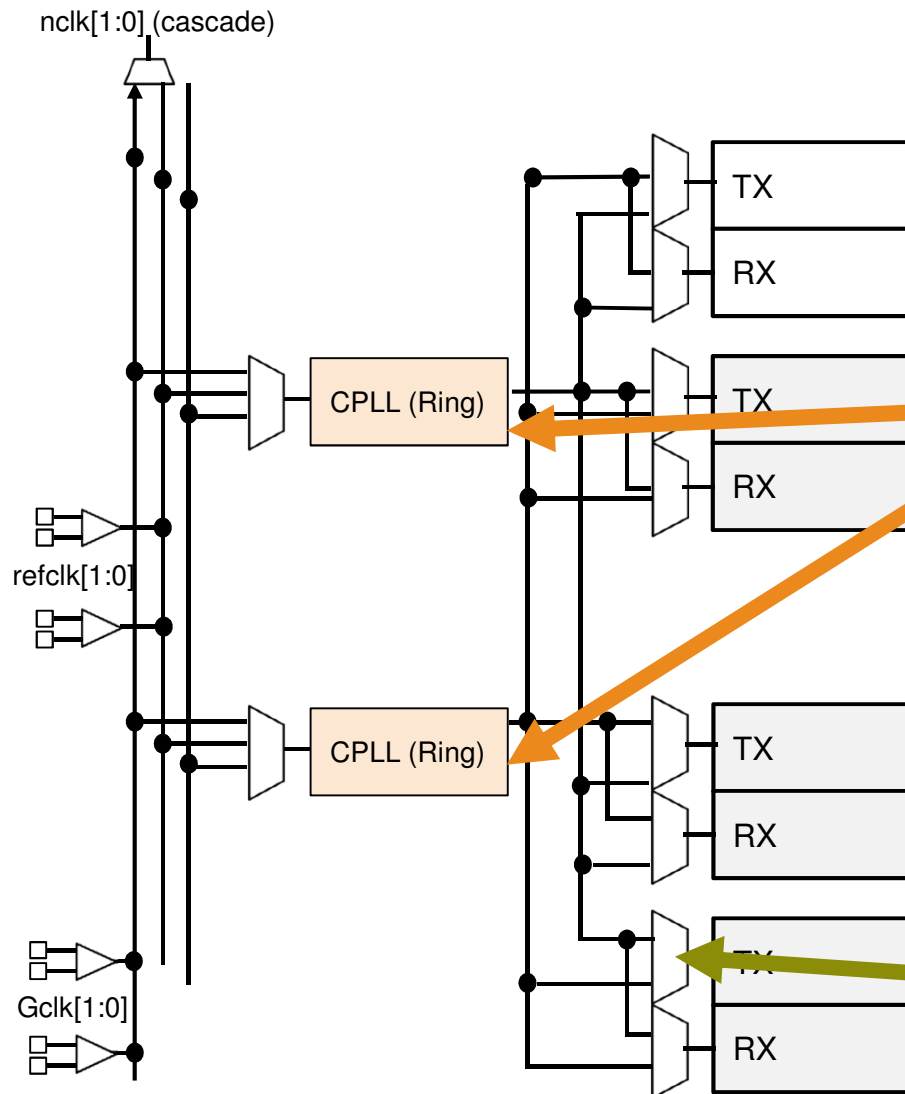 nclk[1:0] (cascade)
TX
RX
CPLL (Ring)
TX
RX
refclk[1:0]
CPLL (Ring)
TX
RX
Gclk[1:0]
TX
RX